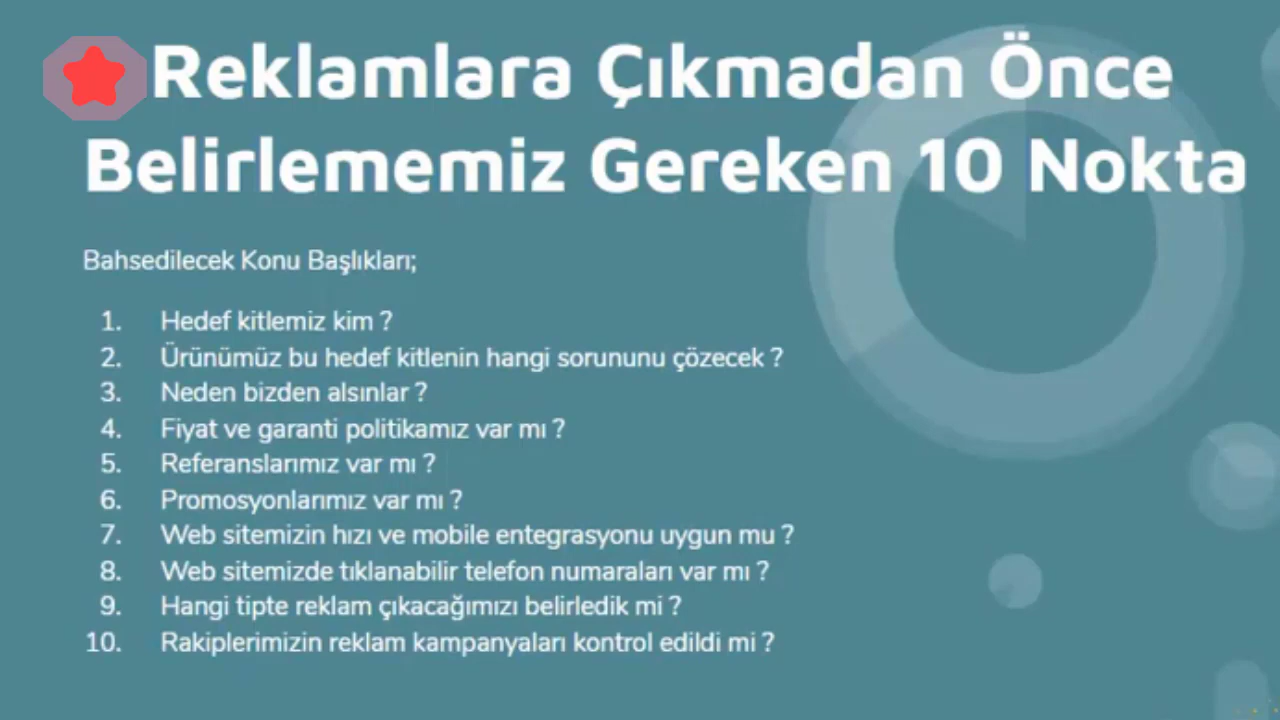 Reklamlara Çıkmadan Önce
Belirlememiz Gereken 10 Nokta
Bahsedilecek Konu Başlıkları;
1. Hedef kitlemiz kim ?
2. Ürünümüz bu hedef kitlenin hangi sorununu çözecek ?
3. Neden bizden alsınlar ?
4. Fiyat ve garanti politikamız var mı ?
5. Referanslarımız var mı ?
6. Promosyonlarımız var mı ?
7. Web sitemizin hızı ve mobile entegrasyonu uygun mu ?
8. Web sitemizde tıklanabilir telefon numaraları var mı ?
9. Hangi tipte reklam çıkacağımızı belirledik mi ?
10. Rakiplerimizin reklam kampanyaları kontrol edildi mi ?